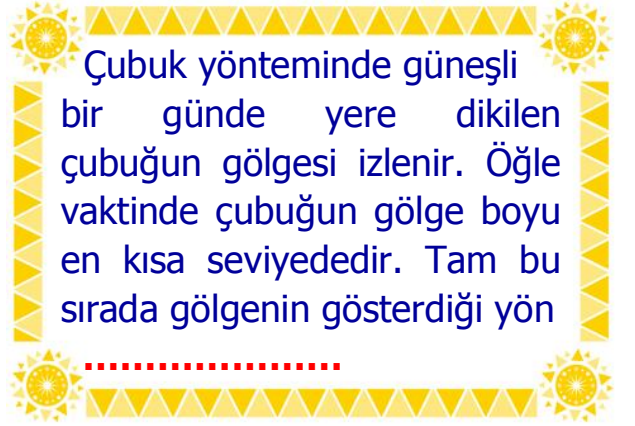 Çubuk yönteminde güneşli
bir günde yere dikilen
çubuğun gölgesi izlenir. Öğle
vaktinde çubuğun gölge boyu
en kısa seviyededir. Tam bu
sırada gölgenin gösterdiği yön
.....................